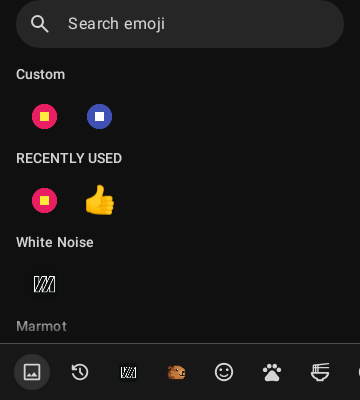 Search emoji
Custom
RECENTLY USED
White Noise
Marmot